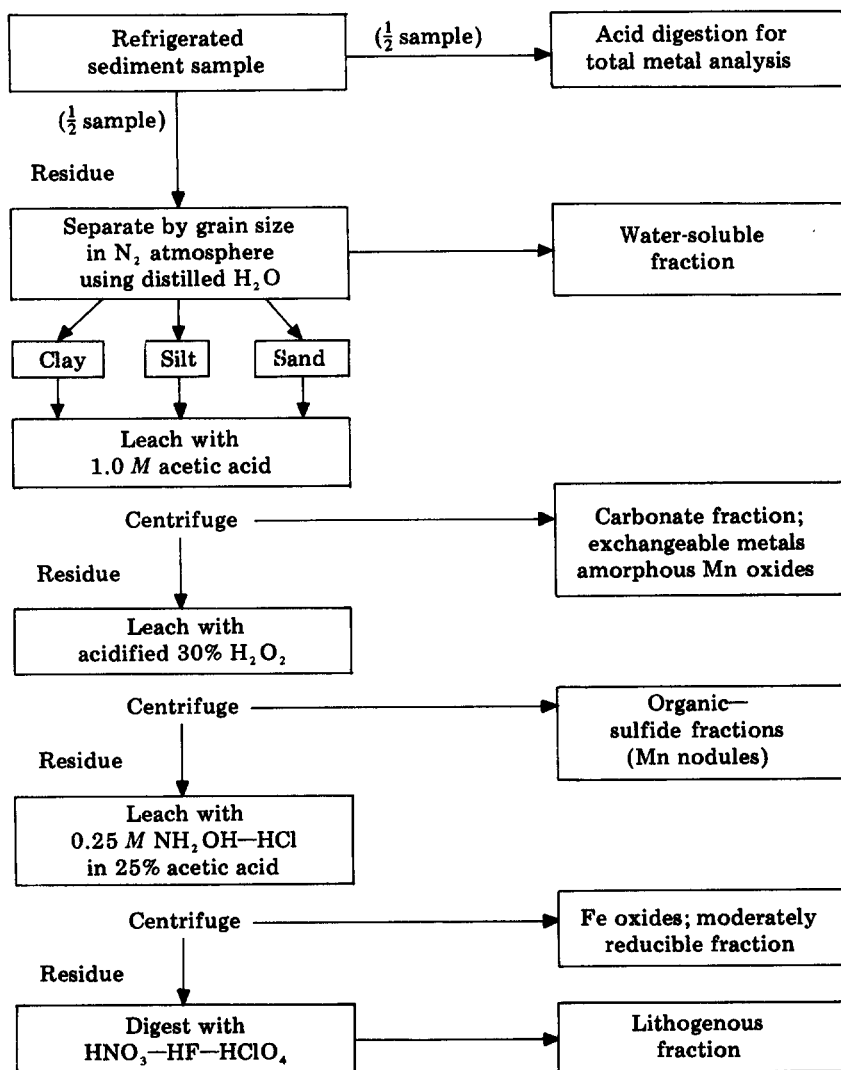 Refrigerated
sediment sample
(½ sample)
Acid digestion for
total metal analysis
(½ sample)
Residue
Separate by grain size
in N₂ atmosphere
using distilled H₂O
Water-soluble
fraction
Clay
Silt
Sand
Leach with
1.0 M acetic acid
Centrifuge
Carbonate fraction;
exchangeable metals
amorphous Mn oxides
Residue
Leach with
acidified 30% H₂O₂
Centrifuge
Organic—
sulfide fractions
(Mn nodules)
Residue
Leach with
0.25 M NH₂OH—HCl
in 25% acetic acid
Centrifuge
Fe oxides; moderately
reducible fraction
Residue
Digest with
HNO₃—HF—HClO₄
Lithogenous
fraction